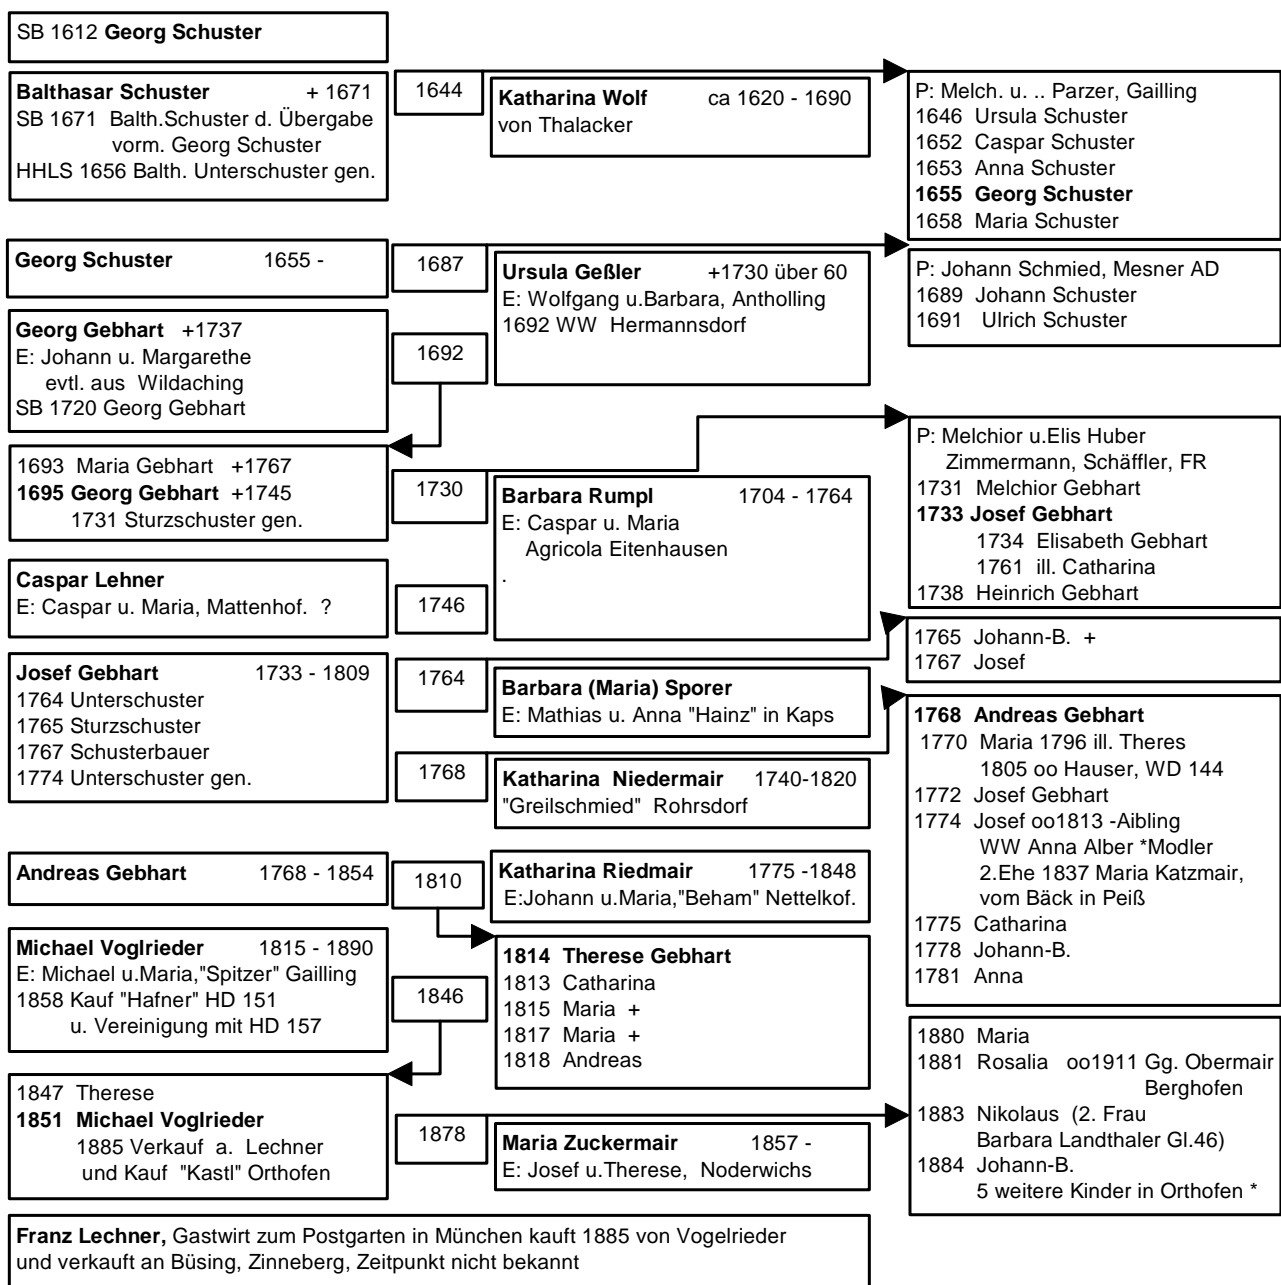 SB 1612 Georg Schuster
Balthasar Schuster + 1671
SB 1671 Balth.Schuster d. Übergabe
vorm. Georg Schuster
HHLS 1656 Balth. Unterschuster gen.
1644
Katharina Wolf ca 1620 - 1690
von Thalacker
P: Melch. u. .. Parzer, Gailling
1646 Ursula Schuster
1652 Caspar Schuster
1653 Anna Schuster
1655 Georg Schuster
1658 Maria Schuster
Georg Schuster 1655 -
1687
Ursula Geßler +1730 über 60
E: Wolfgang u.Barbara, Antholling
1692 WW Hermannsdorf
P: Johann Schmied, Mesner AD
1689 Johann Schuster
1691 Ulrich Schuster
Georg Gebhart +1737
E: Johann u. Margarethe
evtl. aus Wildaching
SB 1720 Georg Gebhart
1692
1693 Maria Gebhart +1767
1695 Georg Gebhart +1745
1731 Sturzschuster gen.
1730
Barbara Rumpl 1704 - 1764
E: Caspar u. Maria
Agricola Eitenhausen
.
P: Melchior u.Elis Huber
Zimmermann, Schäffler, FR
1731 Melchior Gebhart
1733 Josef Gebhart
1734 Elisabeth Gebhart
1761 ill. Catharina
1738 Heinrich Gebhart
Caspar Lehner
E: Caspar u. Maria, Mattenhof. ?
1746
Josef Gebhart 1733 - 1809
1764 Unterschuster
1765 Sturzschuster
1767 Schusterbauer
1774 Unterschuster gen.
1764
Barbara (Maria) Sporer
E: Mathias u. Anna "Hainz" in Kaps
1765 Johann-B. +
1767 Josef
1768
Katharina Niedermair 1740-1820
"Greilschmied" Rohrsdorf
1768 Andreas Gebhart
1770 Maria 1796 ill. Theres
1805 oo Hauser, WD 144
1772 Josef Gebhart
1774 Josef oo1813 -Aibling
WW Anna Alber *Modler
2.Ehe 1837 Maria Katzmair,
vom Bäck in Peiß
1775 Catharina
1778 Johann-B.
1781 Anna
Andreas Gebhart 1768 - 1854
1810
Katharina Riedmair 1775 -1848
E:Johann u.Maria,"Beham" Nettelkof.
1814 Therese Gebhart
1813 Catharina
1815 Maria +
1817 Maria +
1818 Andreas
Michael Voglrieder 1815 - 1890
E: Michael u.Maria,"Spitzer" Gailling
1858 Kauf "Hafner" HD 151
u. Vereinigung mit HD 157
1846
1847 Therese
1851 Michael Voglrieder
1885 Verkauf a. Lechner
und Kauf "Kastl" Orthofen
1878
Maria Zuckermair 1857 -
E: Josef u.Therese, Noderwichs
1880 Maria
1881 Rosalia oo1911 Gg. Obermair
Berghofen
1883 Nikolaus (2. Frau
Barbara Landthaler Gl.46)
1884 Johann-B.
5 weitere Kinder in Orthofen *
Franz Lechner, Gastwirt zum Postgarten in München kauft 1885 von Vogelrieder
und verkauft an Büsing, Zinneberg, Zeitpunkt nicht bekannt